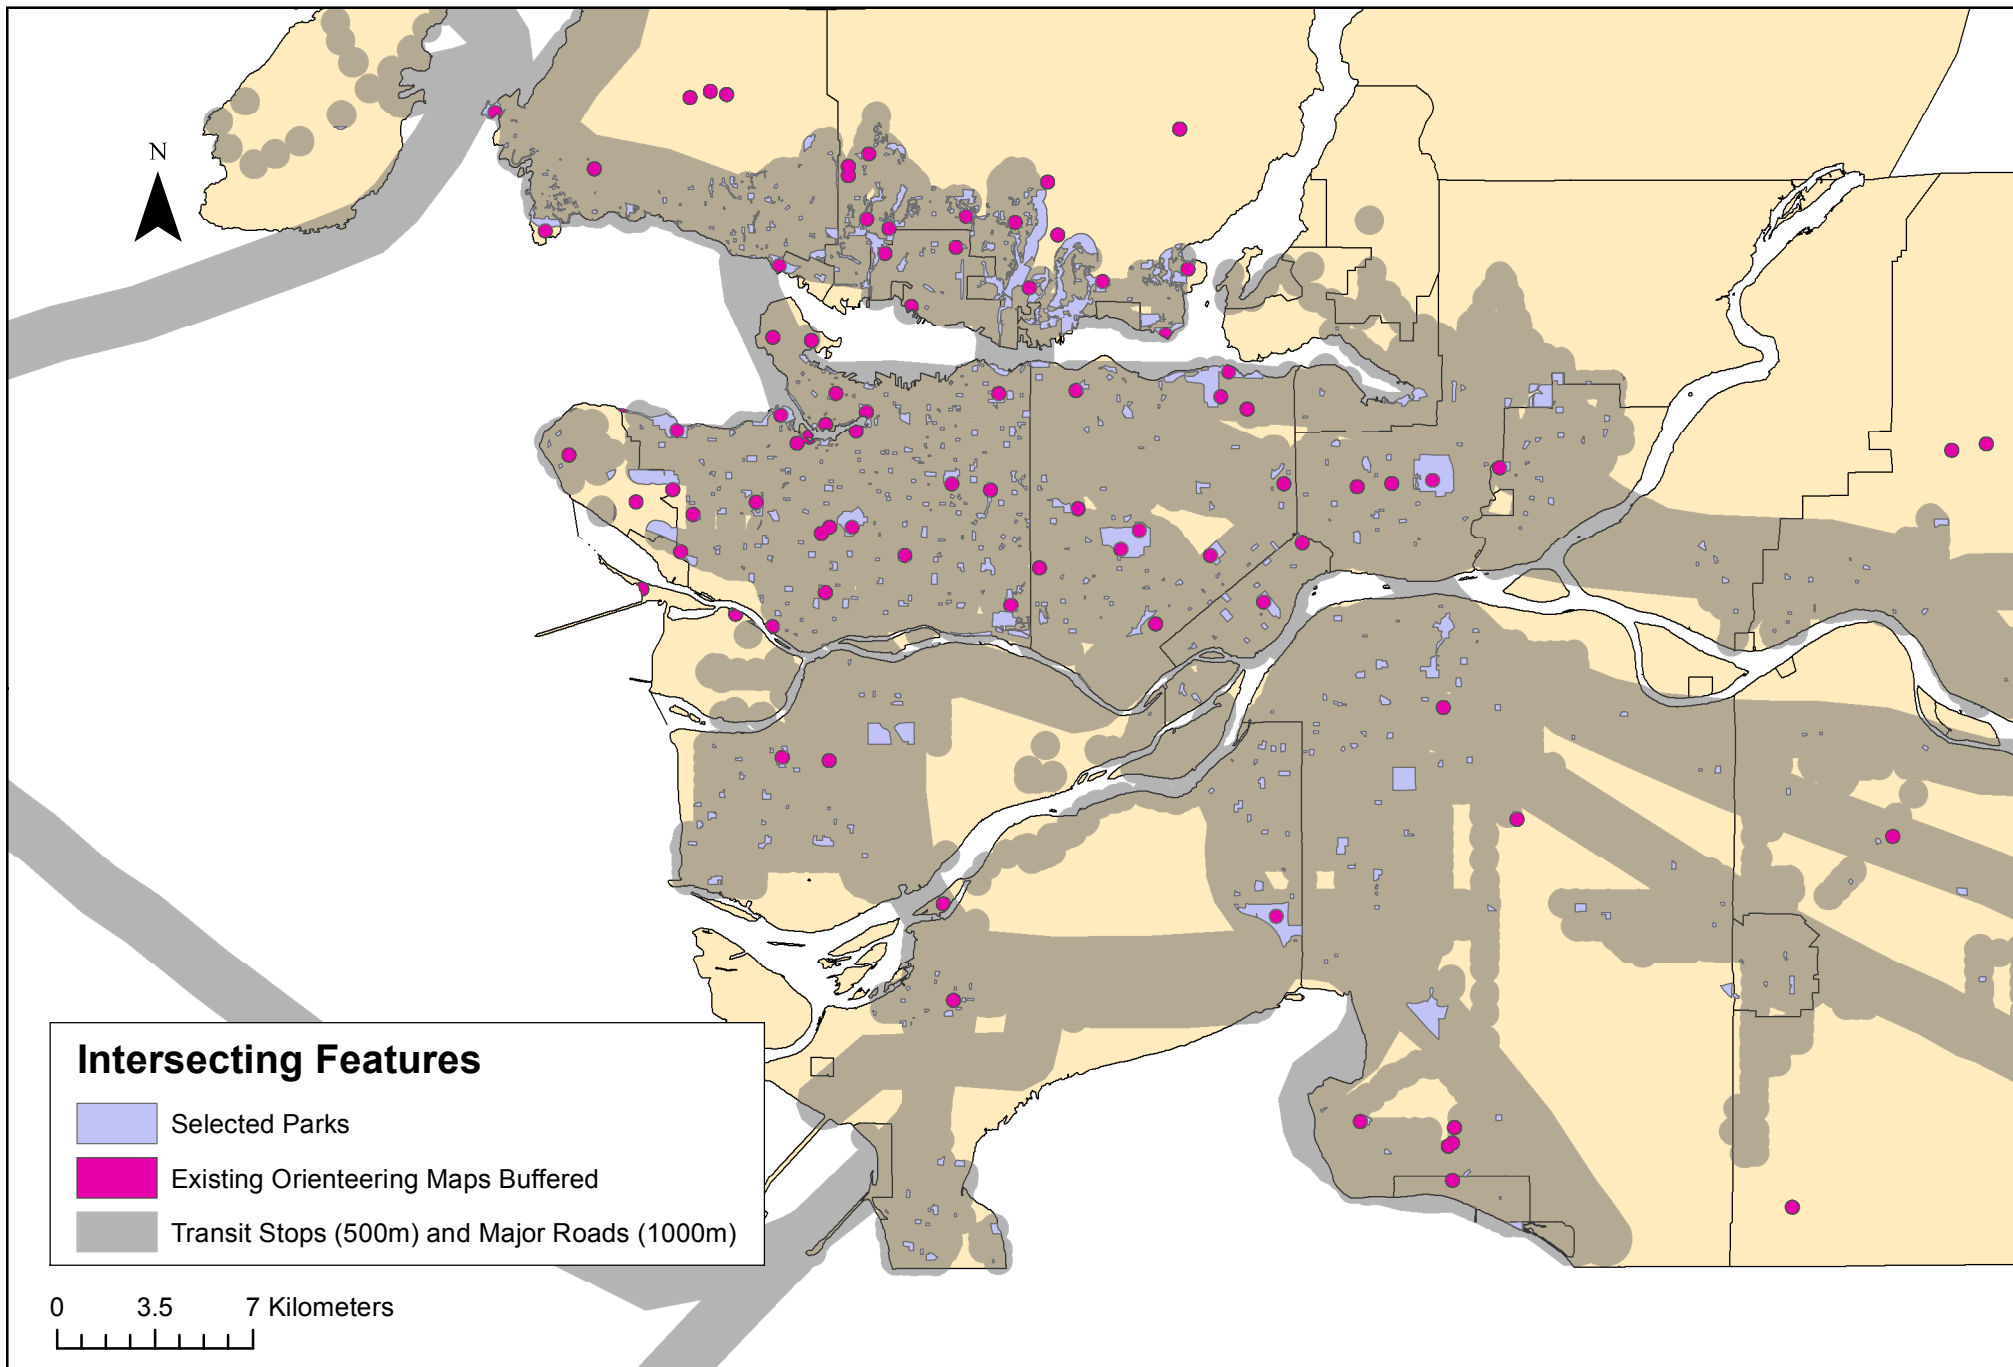 N
Intersecting Features
Selected Parks
Existing Orienteering Maps Buffered
Transit Stops (500m) and Major Roads (1000m)
0 3.5 7 Kilometers